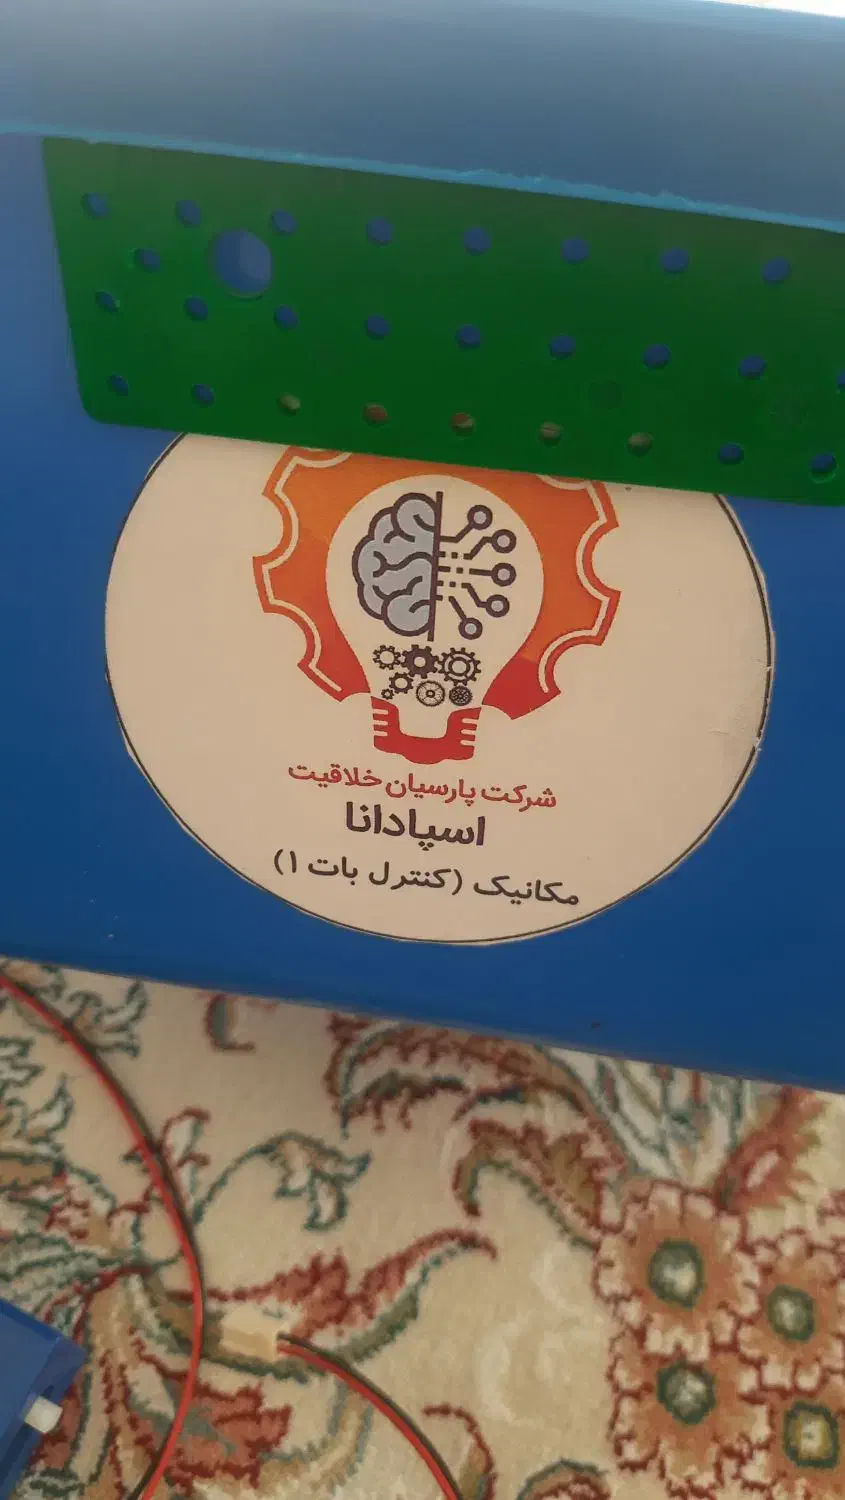 شرکت پارسیان خلاقیت
اسپادانا
مکانیک (کنترل بات ۱)